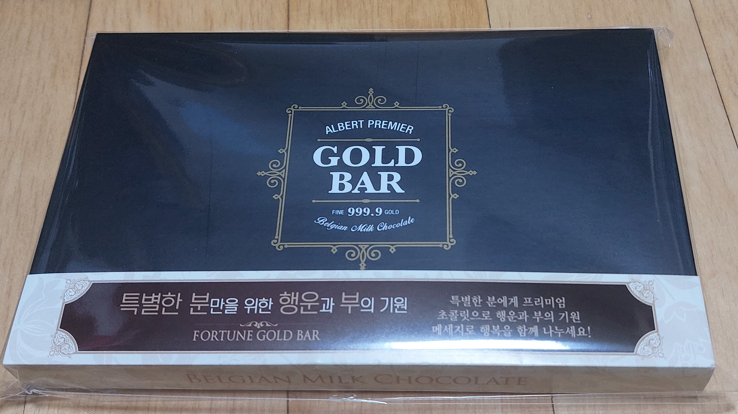 ALBERT PREMIER
GOLD
BAR
FINE 999.9 GOLD
Belgian Milk Chocolate
특별한 분만을 위한 행운과 부의 기원
FORTUNE GOLD BAR
특별한 분에게 프리미엄
초콜릿으로 행운과 부의 기원
메세지로 행복을 함께 나누세요!
BELGIAN MILK CHOCOLATE